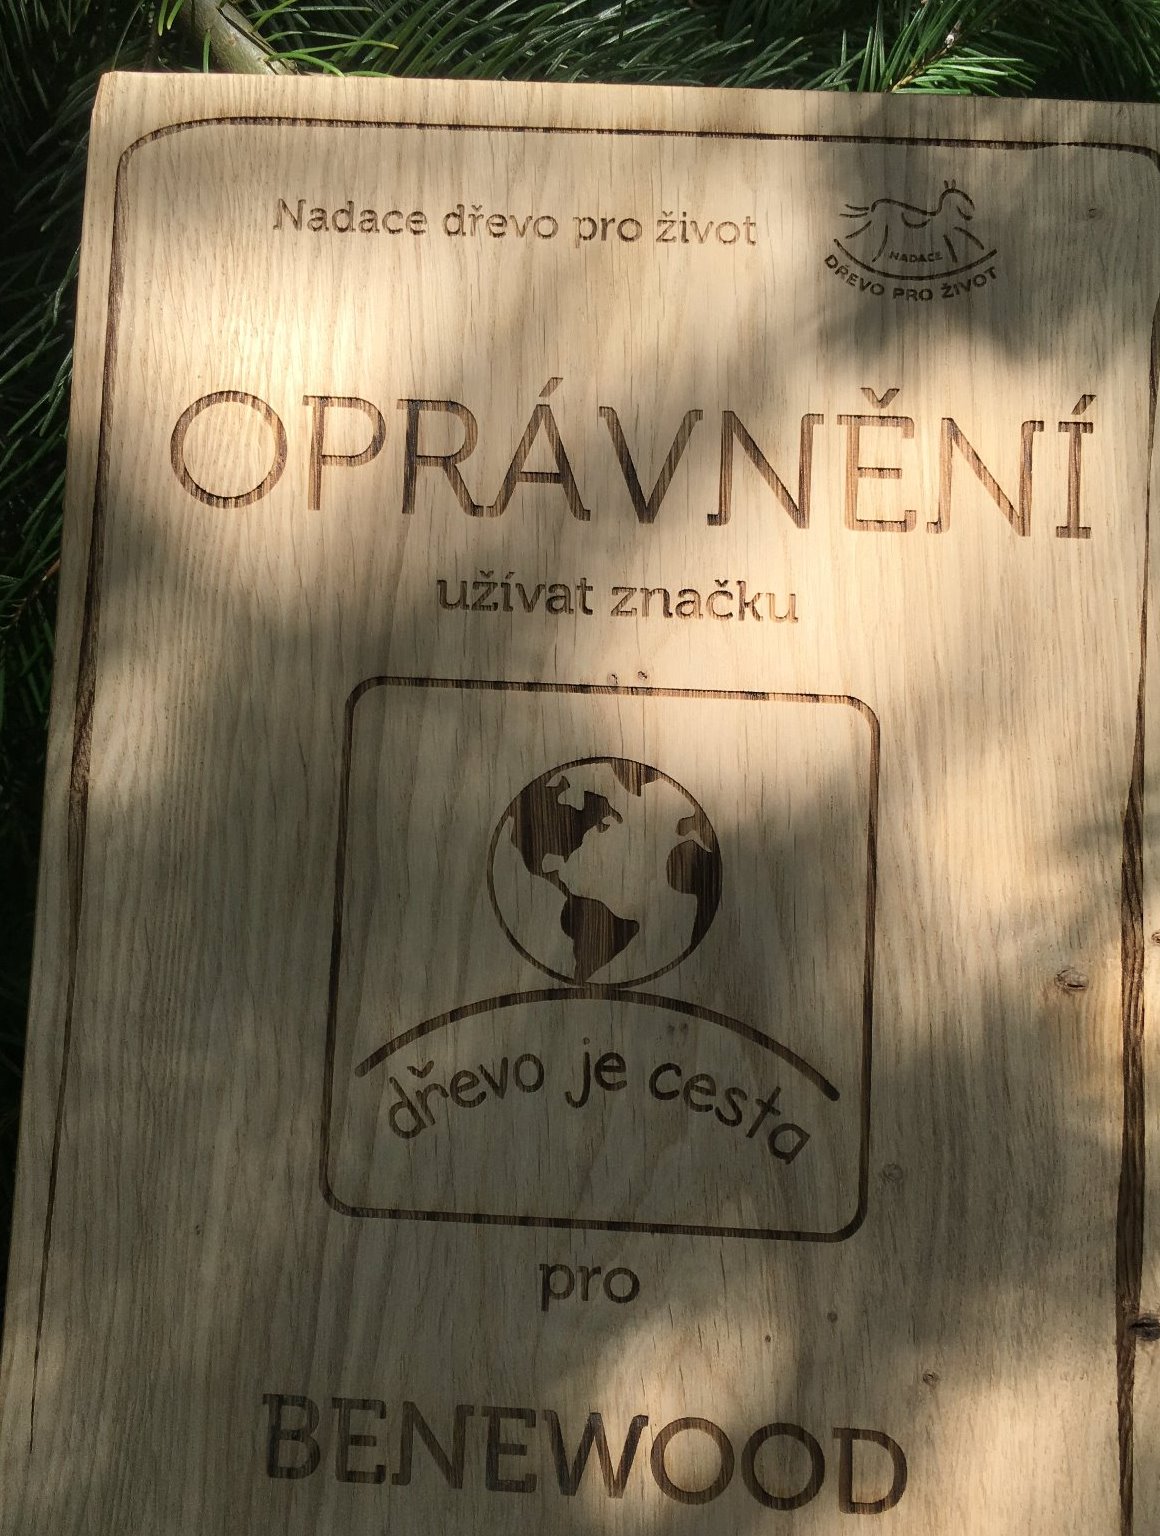 Nadace dřevo pro život
NADACE
DŘEVO PRO ŽIVOT
OPRÁVNĚNÍ
užívat značku
dřevo je cesta
pro
BENEWOOD